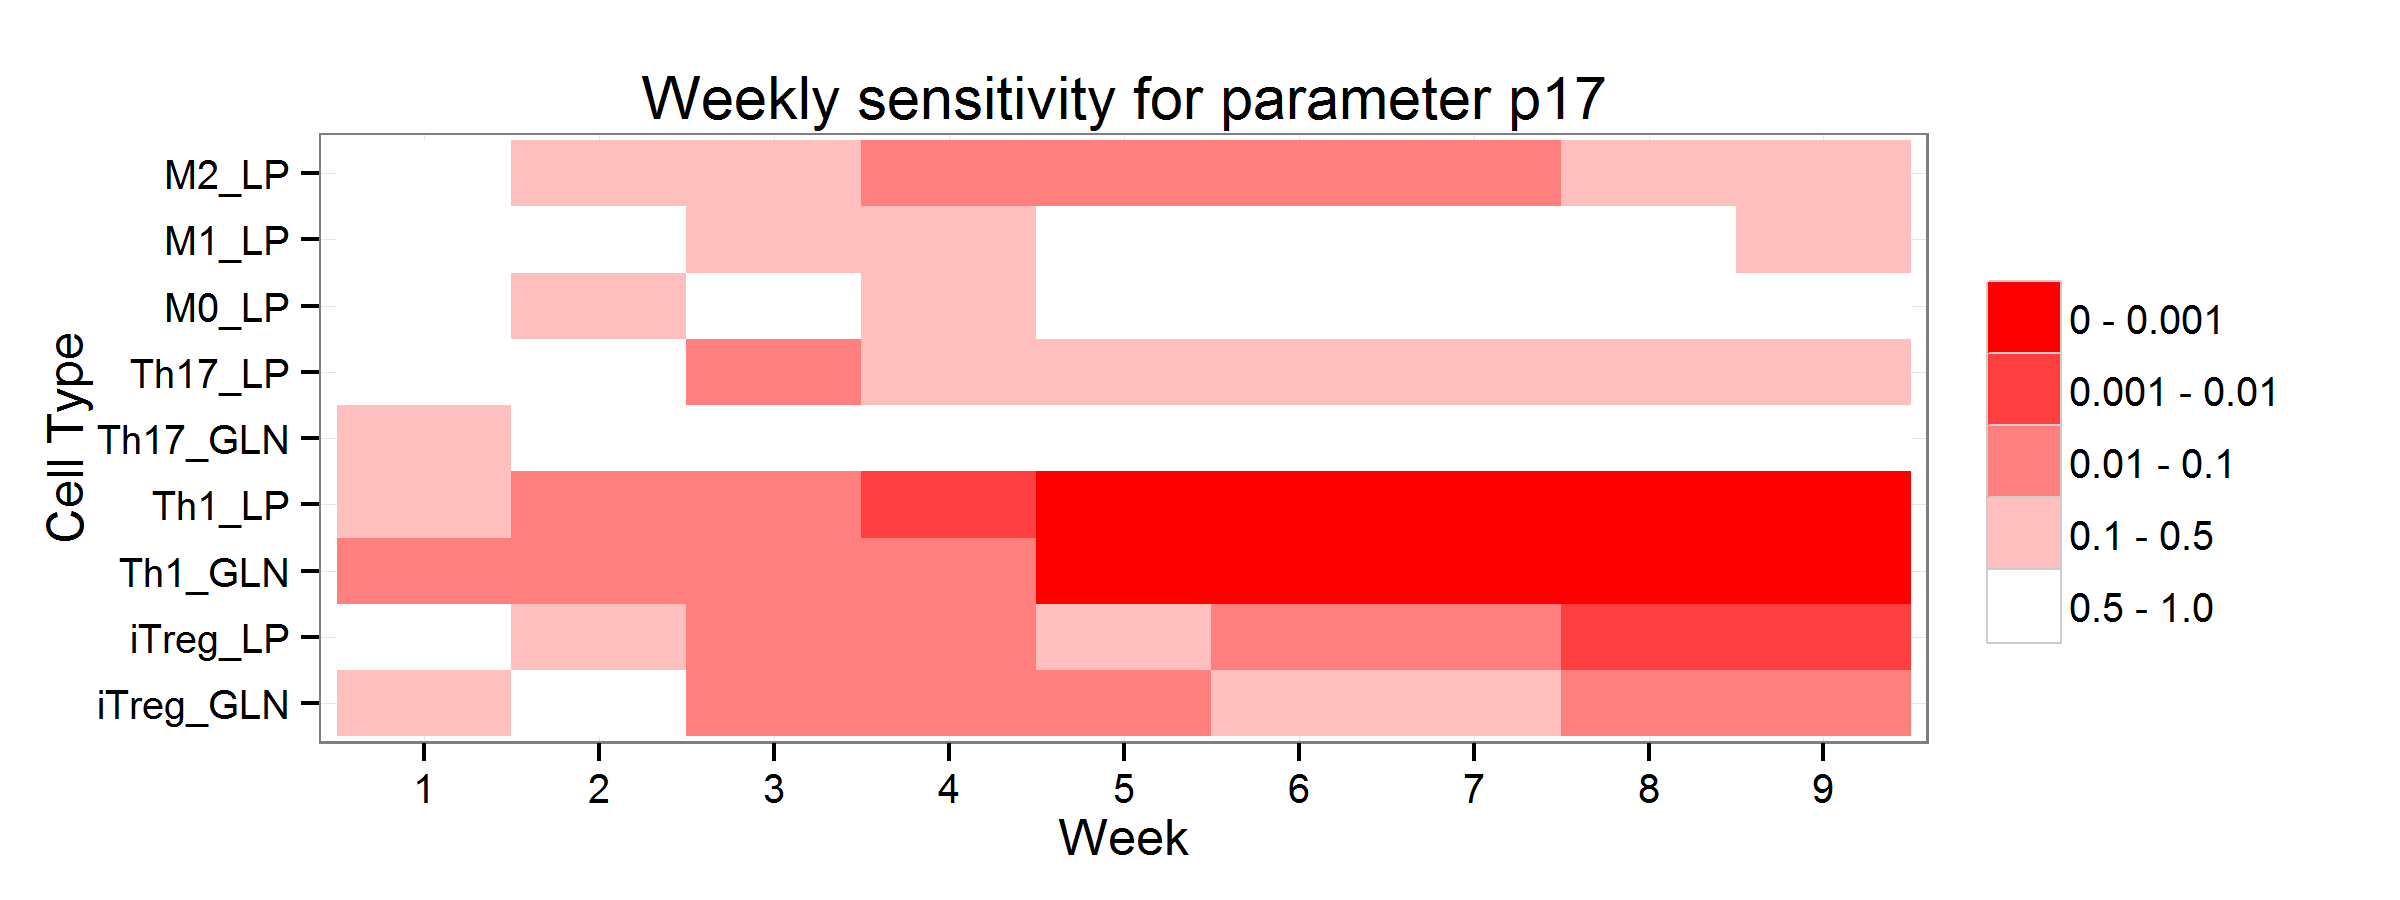 Weekly sensitivity for parameter p17
Cell Type
M2_LP
M1_LP
M0_LP
Th17_LP
Th17_GLN
Th1_LP
Th1_GLN
iTreg_LP
iTreg_GLN
1 2 3 4 5 6 7 8 9
Week
0 - 0.001
0.001 - 0.01
0.01 - 0.1
0.1 - 0.5
0.5 - 1.0